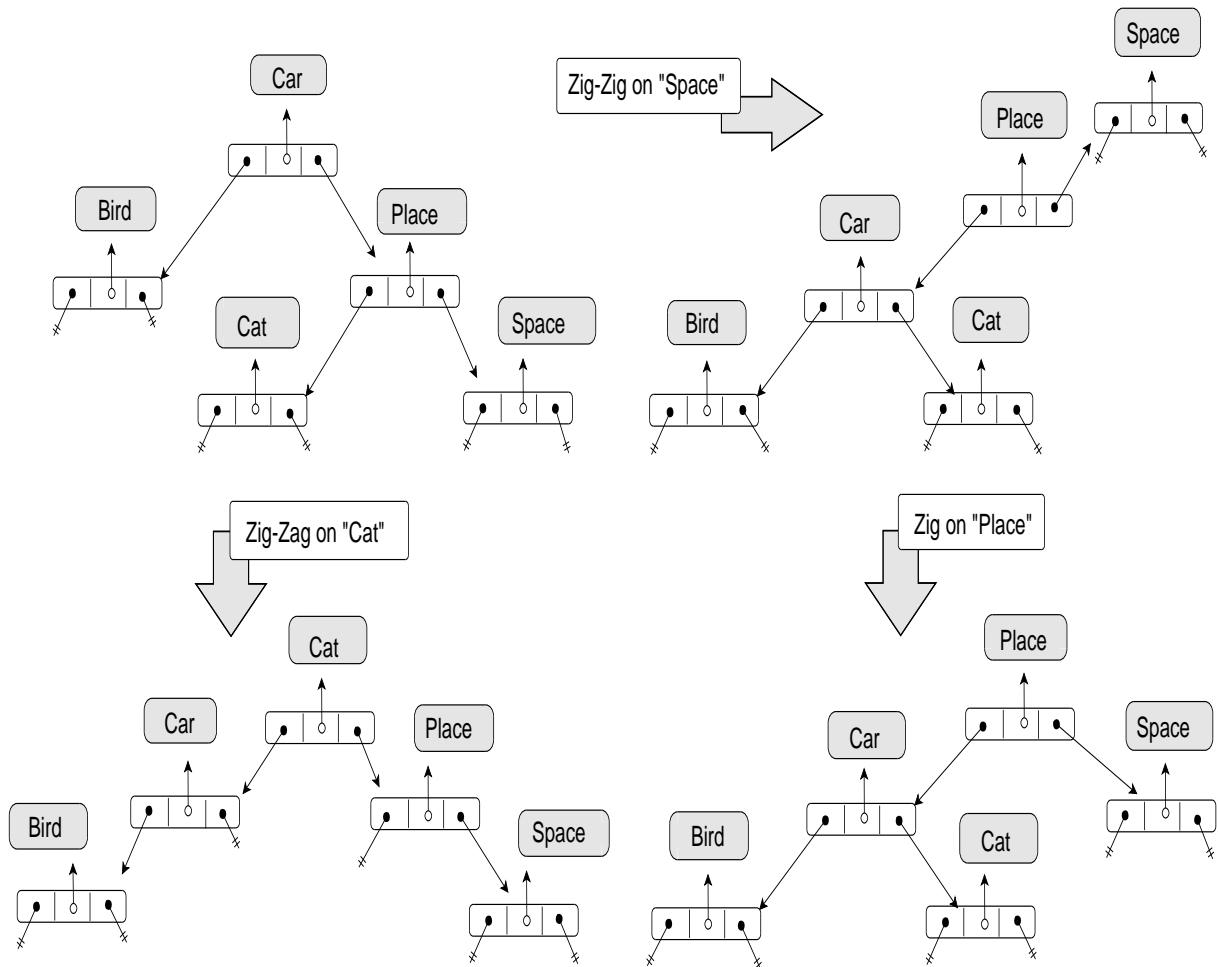 Car
Bird
Place
Cat
Space
Zig-Zig on "Space"
Space
Place
Car
Bird
Cat
Zig-Zag on "Cat"
Cat
Car
Place
Bird
Space
Zig on "Place"
Place
Car
Space
Bird
Cat